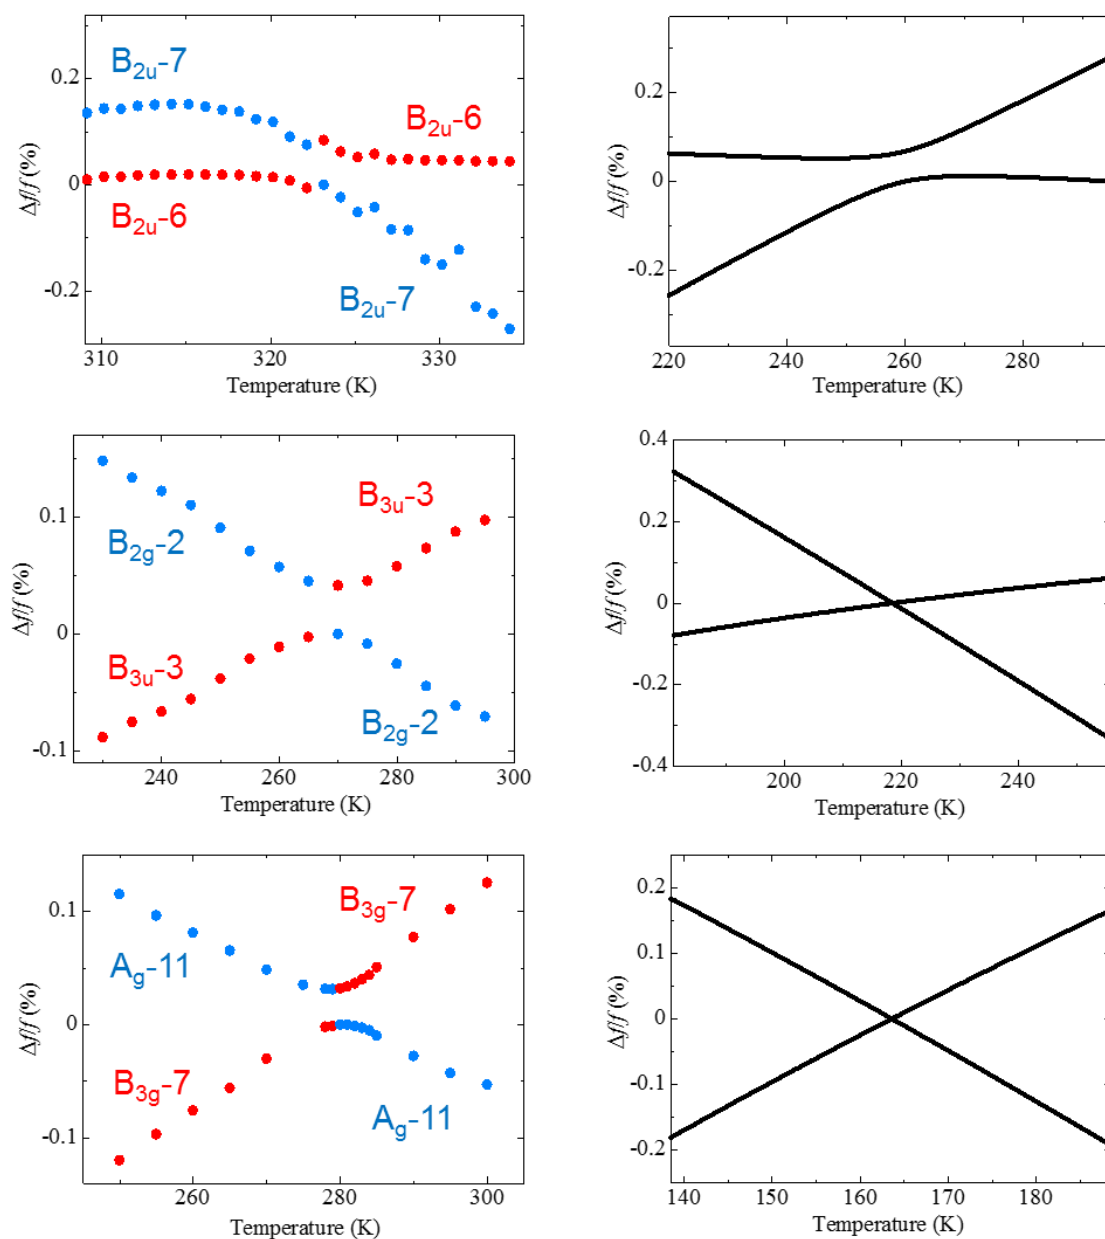 B2u-7
B2u-6
B2u-6
B2u-7
0.2
0
-0.2
Δf/f (%)
310 320 330
Temperature (K)
0.2
0
-0.2
Δf/f (%)
220 240 260 280
Temperature (K)
B3u-3
B2g-2
B3u-3
B2g-2
0.1
0
-0.1
Δf/f (%)
240 260 280 300
Temperature (K)
0.4
0.2
0
-0.2
-0.4
Δf/f (%)
200 220 240
Temperature (K)
B3g-7
Ag-11
B3g-7
Ag-11
0.1
0
-0.1
Δf/f (%)
260 280 300
Temperature (K)
0.2
0.1
0
-0.1
-0.2
Δf/f (%)
140 150 160 170 180
Temperature (K)